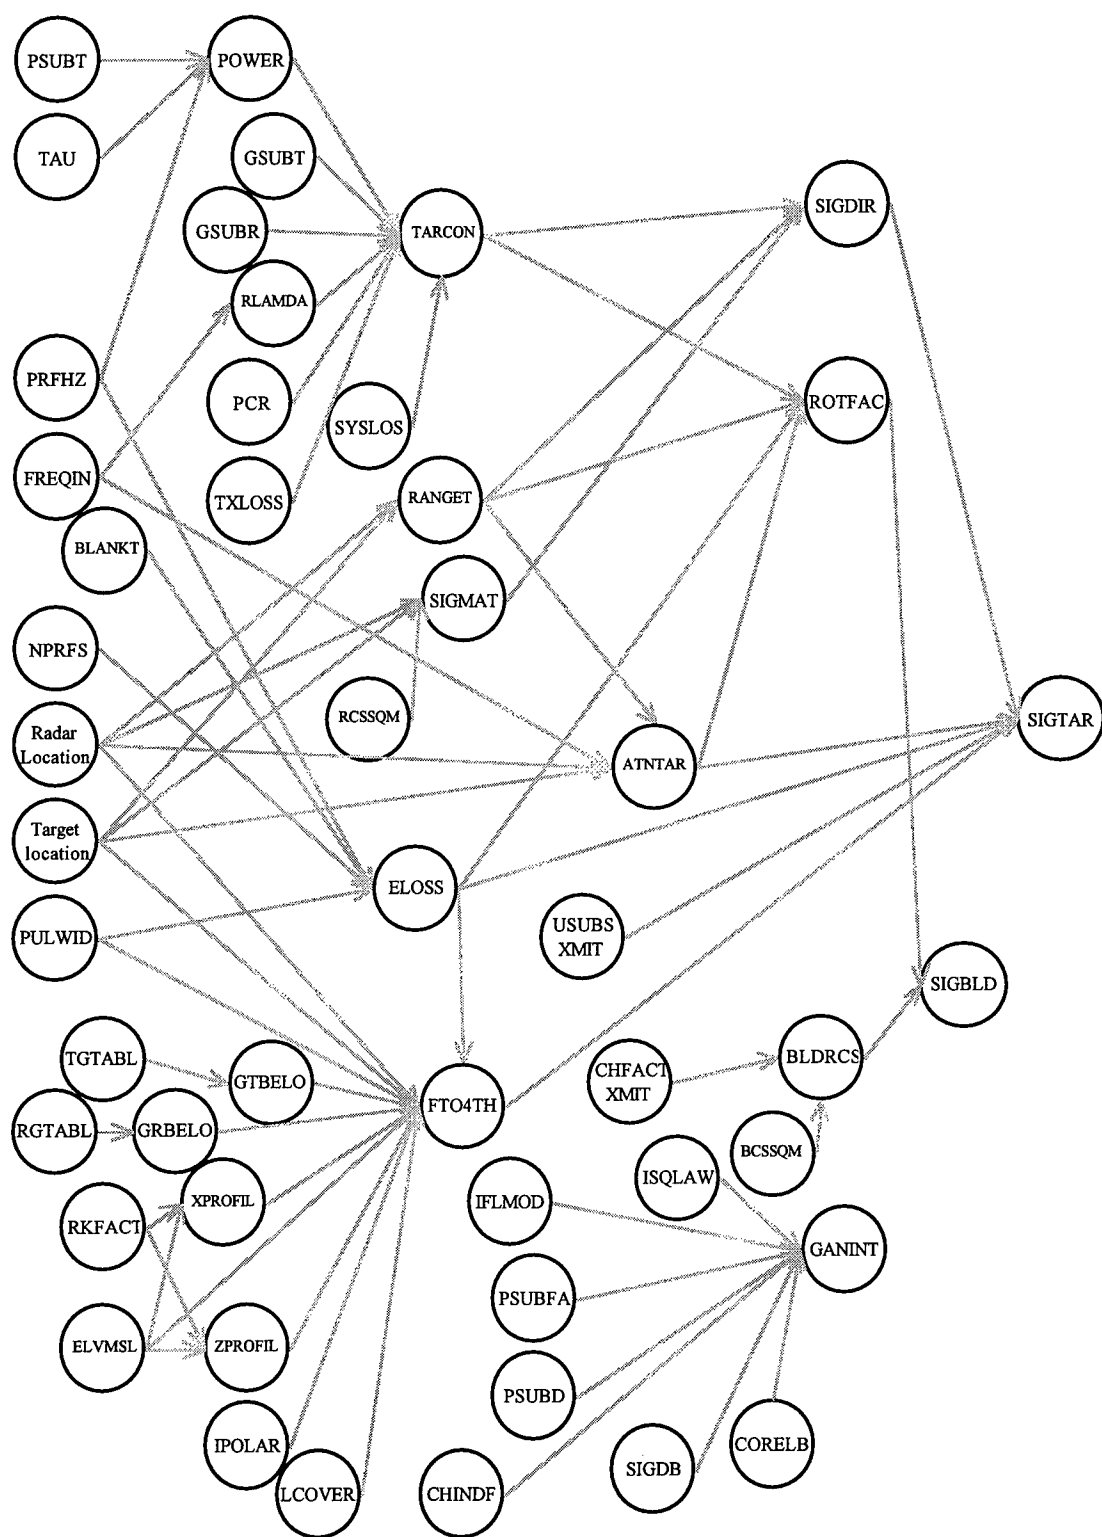 PSUBT
POWER
TAU
GSUBT
GSUBR
TARCON
SIGDIR
RLAMDA
PRFHZ
PCR
SYSLOS
ROTFAC
FREQIN
TXLOSS
RANGET
BLANKT
SIGMAT
NPRFS
RCSSQM
Radar
Location
ATNTAR
SIGTAR
Target
location
ELOSS
PULWID
USUBS
XMIT
SIGBLD
TGTABL
GTBELO
FTO4TH
CHFACT
XMIT
BLDRCS
RGTABL
GRBELO
BCSSQM
ISQLAW
XPROFIL
IFLMOD
RKFACT
GANINT
PSUBFA
ELVMSL
ZPROFIL
PSUBD
IPOLAR
CORELB
SIGDB
LCOVER
CHINDF